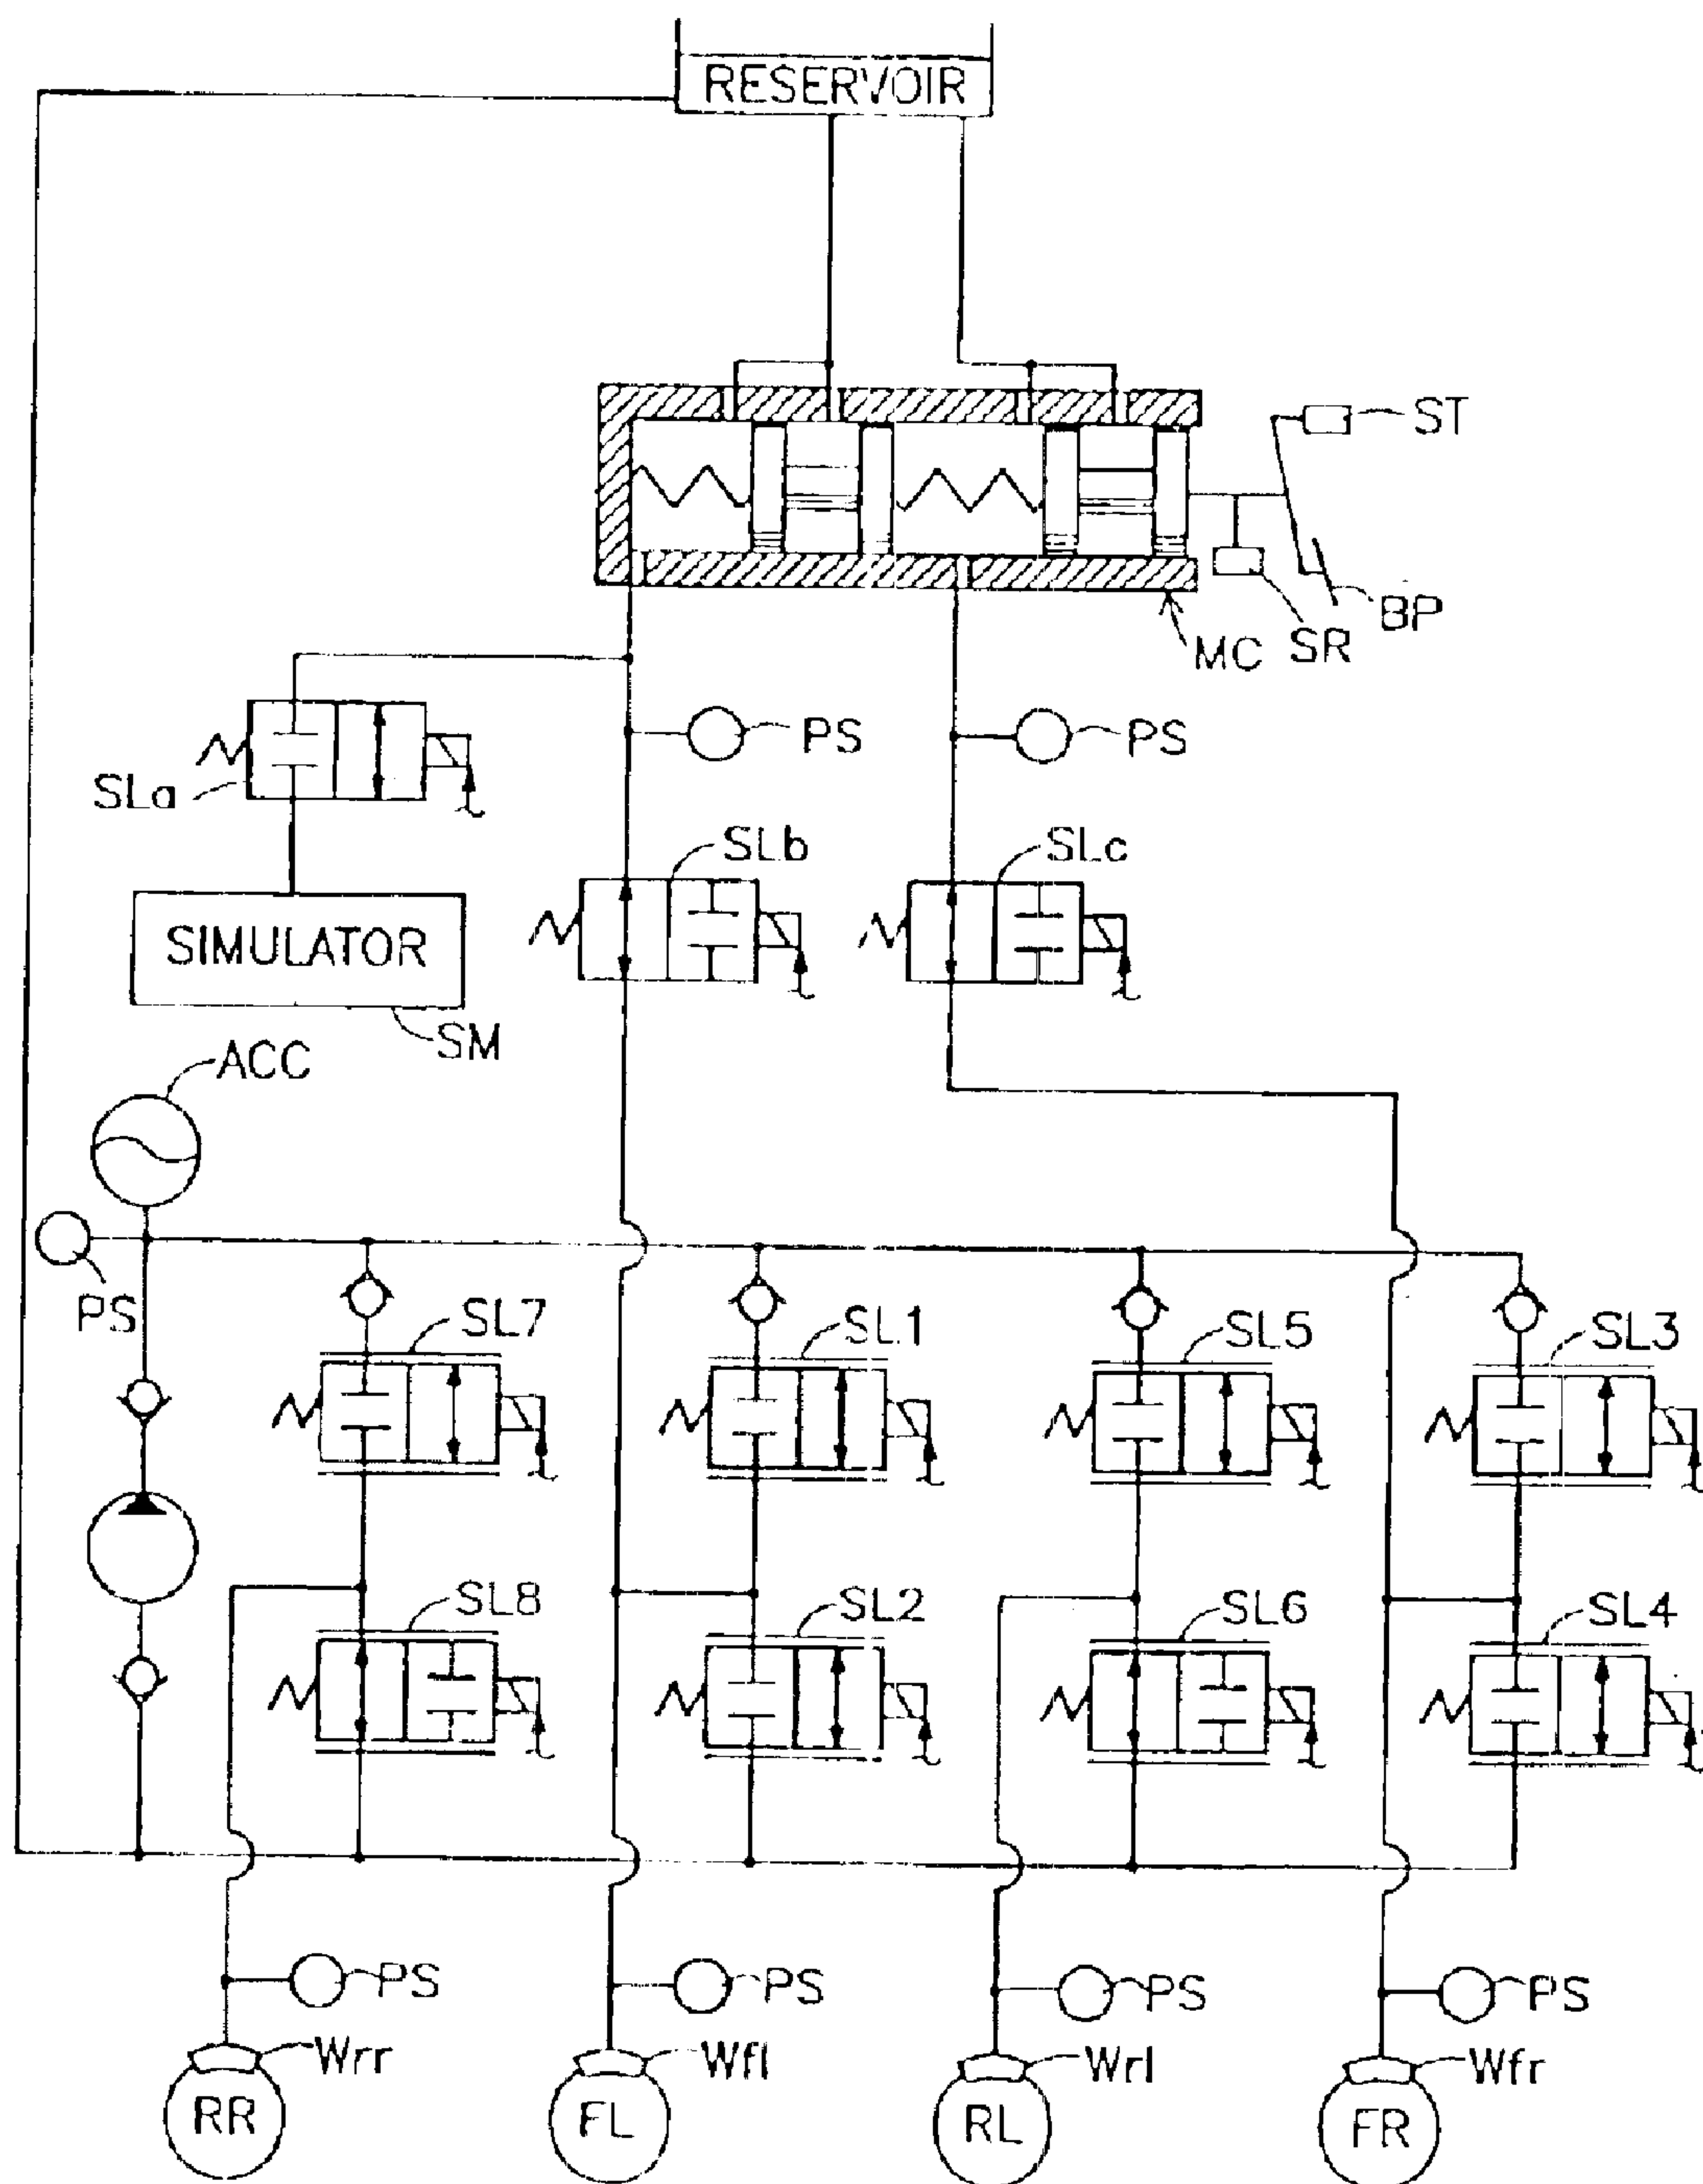 RESERVOIR
ST
BP
SR
MC
PS
PS
SLa
SLb
SLc
SIMULATOR
SM
ACC
PS
SL7
SL1
SL5
SL3
SL8
SL2
SL6
SL4
PS
PS
PS
PS
Wrr
Wfl
Wrl
Wfr
RR
FL
RL
FR